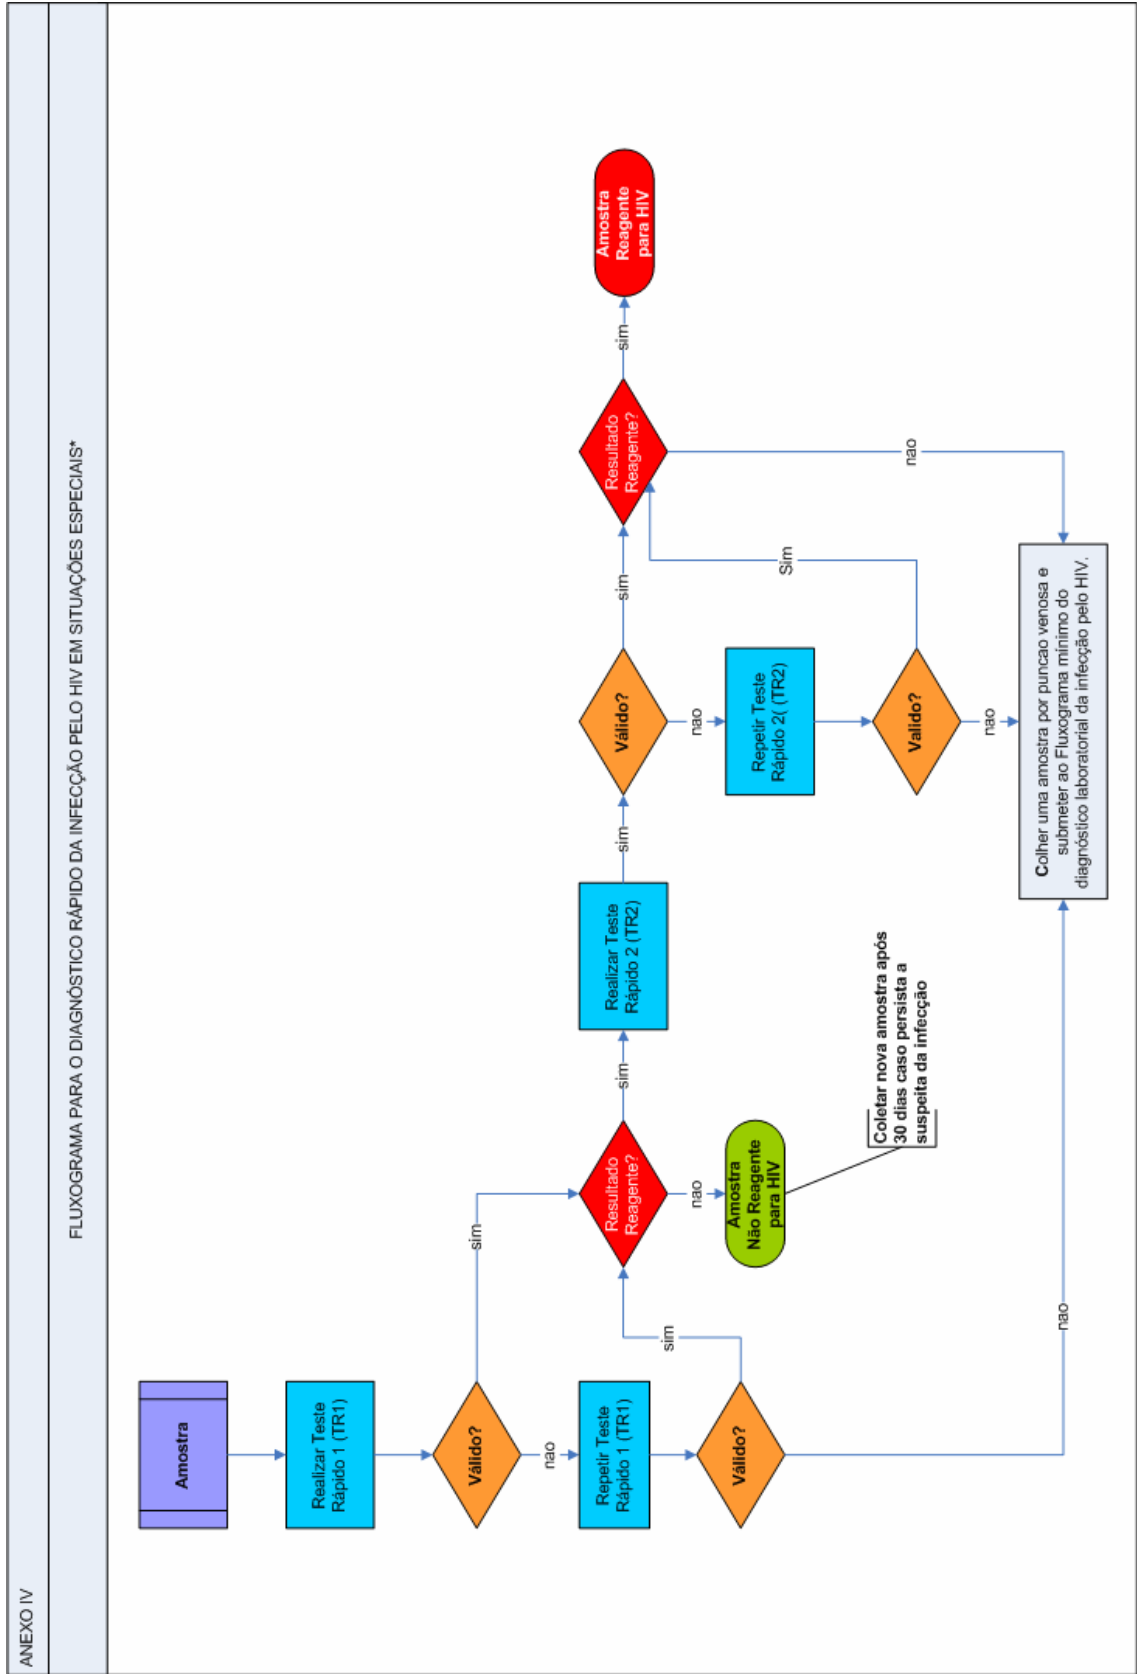 ANEXO IV
FLUXOGRAMA PARA O DIAGNÓSTICO RÁPIDO DA INFECÇÃO PELO HIV EM SITUAÇÕES ESPECIAIS*
Amostra
Realizar Teste
Rápido 1 (TR1)
Válido?
sim
nao
Repetir Teste
Rápido 1 (TR1)
Válido?
sim
nao
Resultado
Reagente?
sim
nao
Amostra
Não Reagente
para HIV
Coletar nova amostra após
30 dias caso persista a
suspeita da infecção
Realizar Teste
Rápido 2 (TR2)
sim
Válido?
sim
nao
Repetir Teste
Rápido 2( (TR2)
Valido?
Sim
nao
Resultado
Reagente?
sim
nao
Amostra
Reagente
para HIV
Colher uma amostra por puncao venosa e
submeter ao Fluxograma mínimo do
diagnóstico laboratorial da infecção pelo HIV.